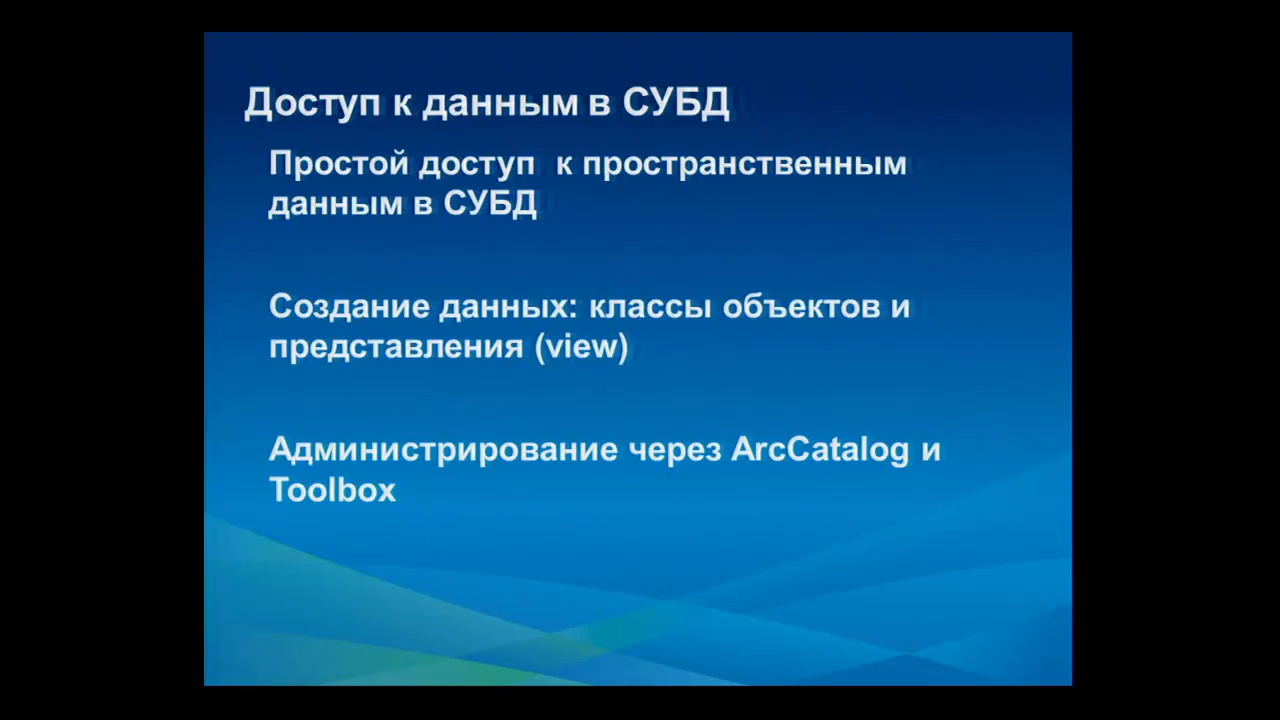 Доступ к данным в СУБД
Простой доступ к пространственным
данным в СУБД
Создание данных: классы объектов и
представления (view)
Администрирование через ArcCatalog и
Toolbox